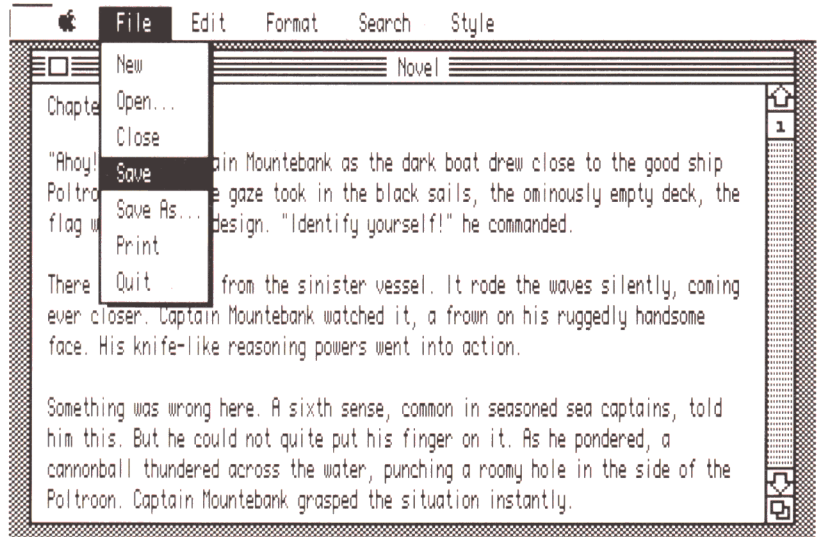 File Edit Format Search Style
Novel
New
Open...
Close
Save
Save As...
Print
Quit
Chapte
"Ahoy! ain Mountebank as the dark boat drew close to the good ship
Poltro e gaze took in the black sails, the ominously empty deck, the
flag w design. "Identify yourself!" he commanded.
There from the sinister vessel. It rode the waves silently, coming
ever closer. Captain Mountebank watched it, a frown on his ruggedly handsome
face. His knife-like reasoning powers went into action.
Something was wrong here. A sixth sense, common in seasoned sea captains, told
him this. But he could not quite put his finger on it. As he pondered, a
cannonball thundered across the water, punching a roomy hole in the side of the
Poltroon. Captain Mountebank grasped the situation instantly.
1